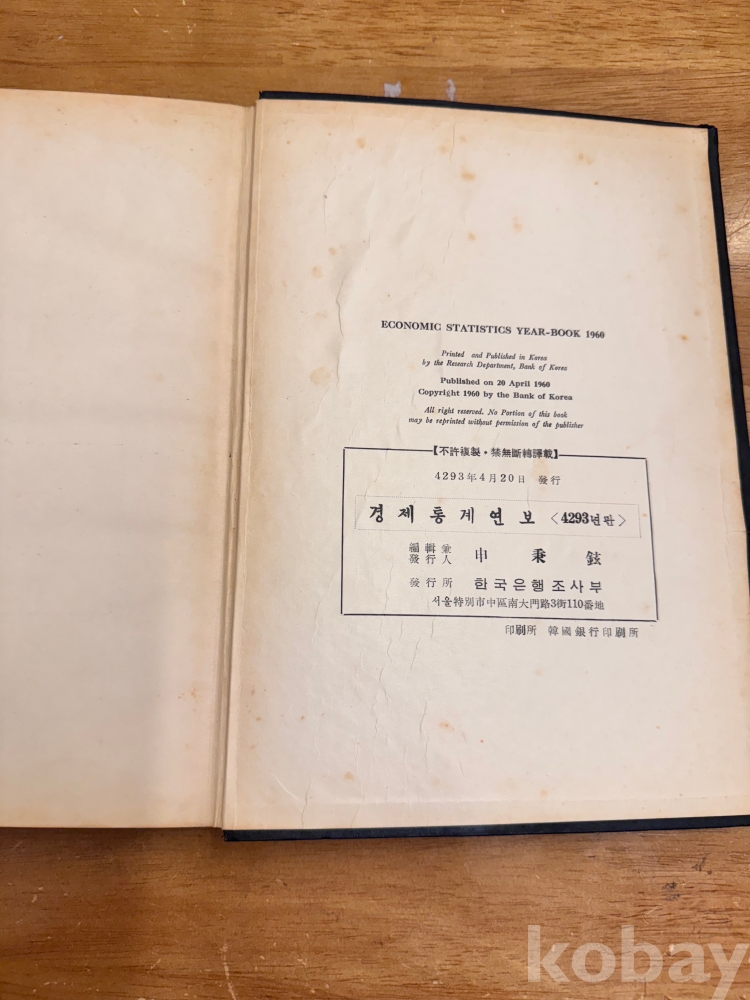 ECONOMIC STATISTICS YEAR-BOOK 1960
Printed and Published in Korea
by the Research Department, Bank of Korea
Published on 20 April 1960
Copyright 1960 by the Bank of Korea
All right reserved. No Portion of this book
may be reprinted without permission of the publisher
【不許複製・禁無斷轉譯載】
4293年4月20日 發行
경제통계연보 〈4293년판〉
編輯兼
發行人 申秉鉉
發行所 한국은행조사부
서울特別市中區南大門路3街110番地
印刷所 韓國銀行印刷所
kobay